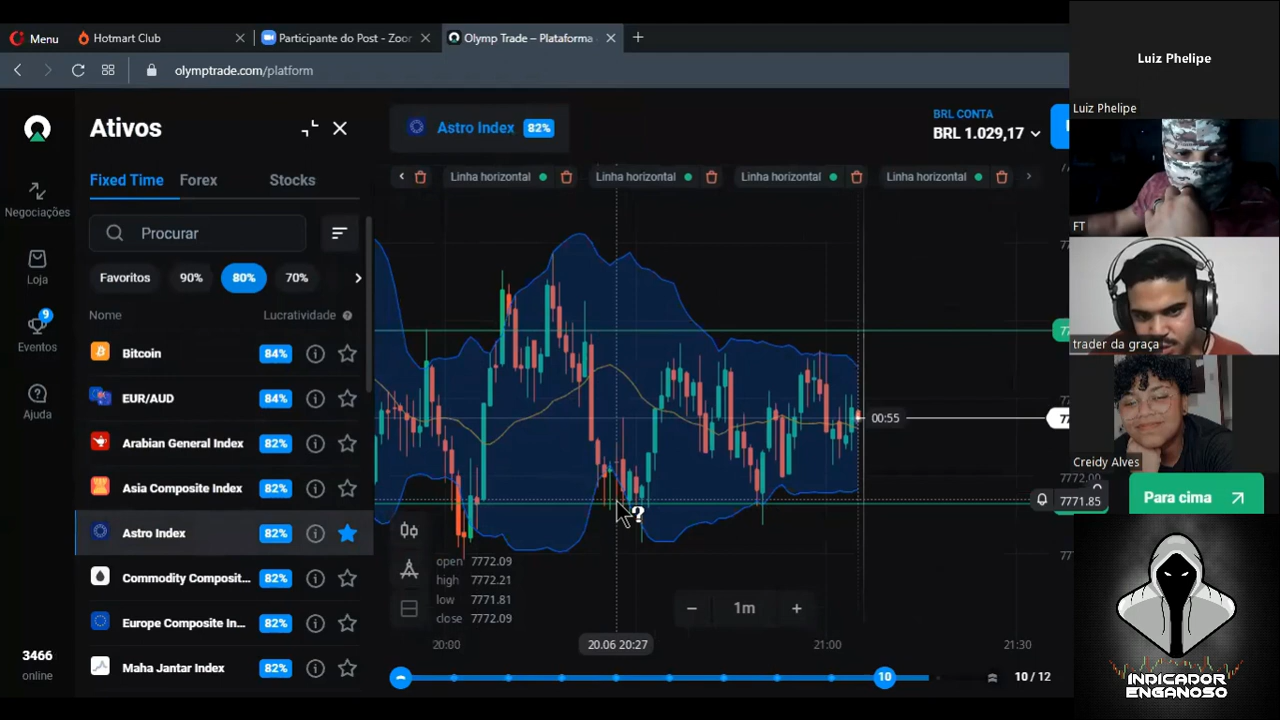 Menu
Hotmart Club
Participante do Post - Zoor
Olymp Trade – Plataforma
olymptrade.com/platform
Luiz Phelipe
Luiz Phelipe
Ativos
Astro Index 82%
BRL CONTA
BRL 1.029,17
Fixed Time Forex Stocks
Linha horizontal
Linha horizontal
Linha horizontal
Linha horizontal
Negociações
Procurar
FT
Loja
Favoritos 90% 80% 70%
Nome Lucratividade
9
Eventos
Bitcoin 84%
trader da graça
EUR/AUD 84%
Ajuda
00:55
Arabian General Index 82%
Creidy Alves
Asia Composite Index 82%
7772.00
7771.85
Para cima
Astro Index 82%
open 7772.09
high 7772.21
low 7771.81
close 7772.09
Commodity Composit... 82%
1m
Europe Composite In... 82%
20:00
20.06 20:27
21:00
21:30
3466
online
Maha Jantar Index 82%
10
10 / 12
INDICADOR
ENGANOSO